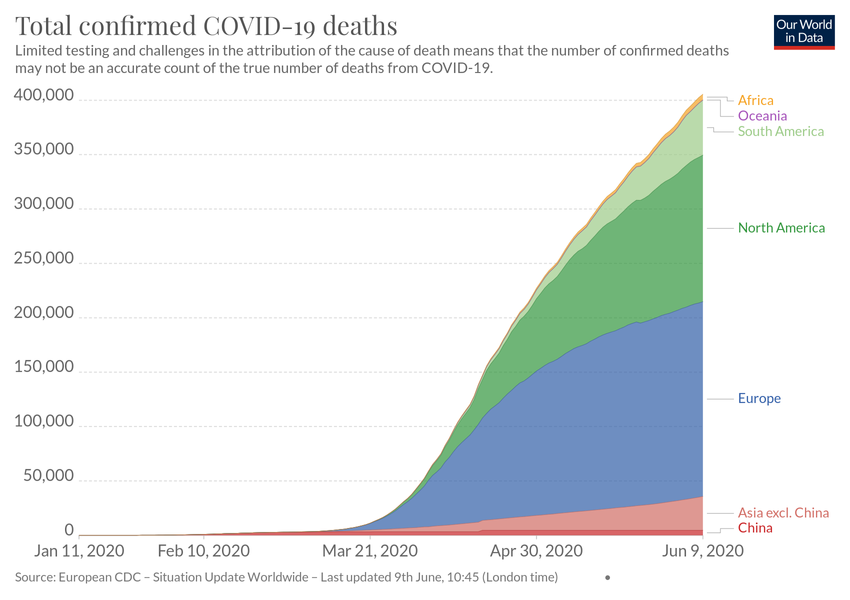 Total confirmed COVID-19 deaths
Our World
in Data
Limited testing and challenges in the attribution of the cause of death means that the number of confirmed deaths
may not be an accurate count of the true number of deaths from COVID-19.
400,000
350,000
300,000
250,000
200,000
150,000
100,000
50,000
0
Africa
Oceania
South America
North America
Europe
Asia excl. China
China
Jan 11, 2020 Feb 10, 2020 Mar 21, 2020 Apr 30, 2020 Jun 9, 2020
Source: European CDC – Situation Update Worldwide – Last updated 9th June, 10:45 (London time) •